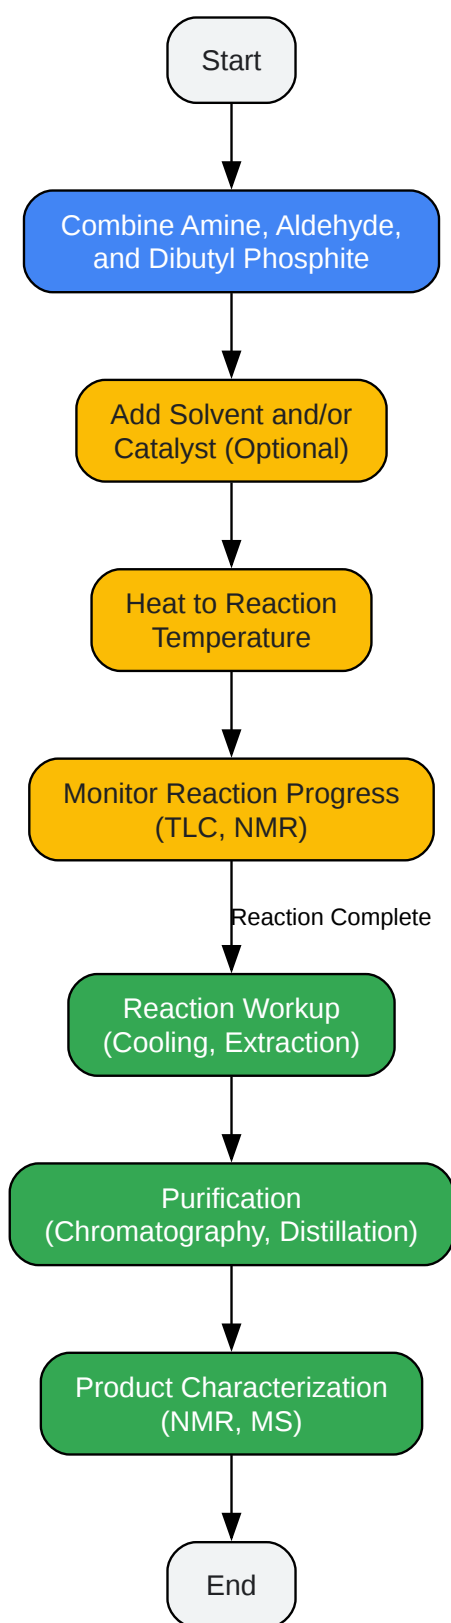 Start
Combine Amine, Aldehyde,
and Dibutyl Phosphite
Add Solvent and/or
Catalyst (Optional)
Heat to Reaction
Temperature
Monitor Reaction Progress
(TLC, NMR)
Reaction Complete
Reaction Workup
(Cooling, Extraction)
Purification
(Chromatography, Distillation)
Product Characterization
(NMR, MS)
End